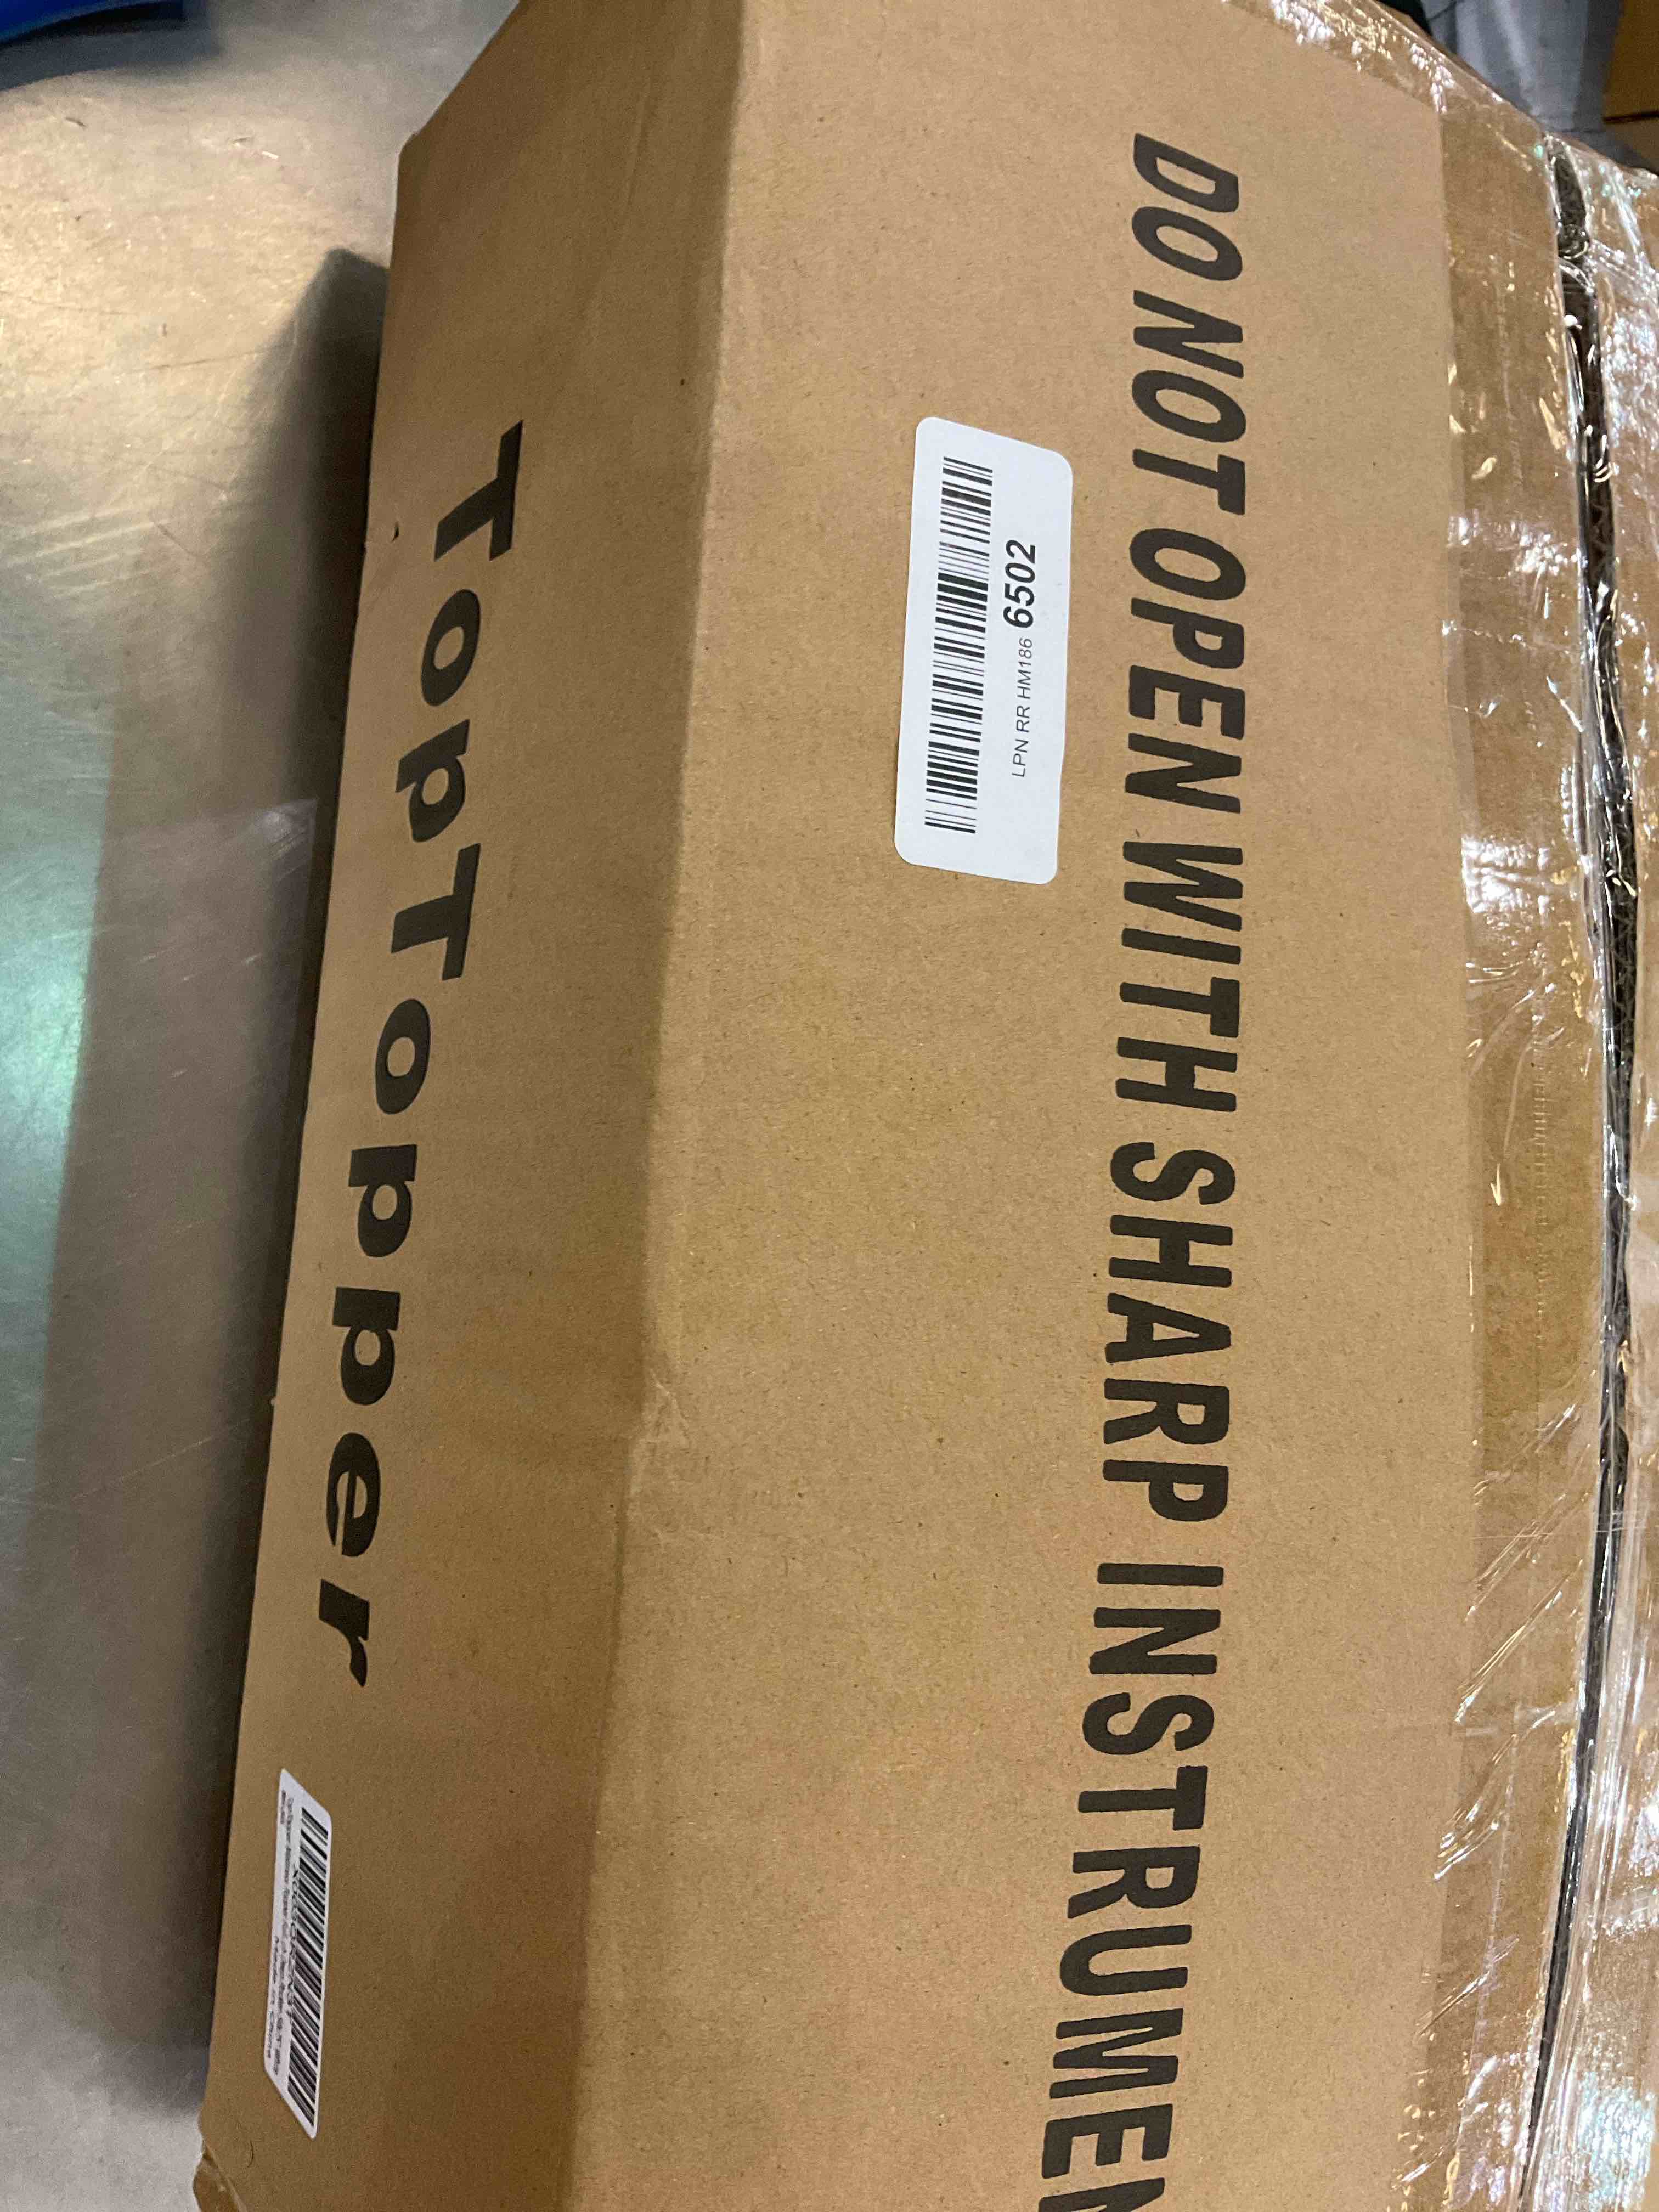 DO NOT OPEN WITH SHARP INSTRUMEN
LPN RR HM186 6502
TopTopper